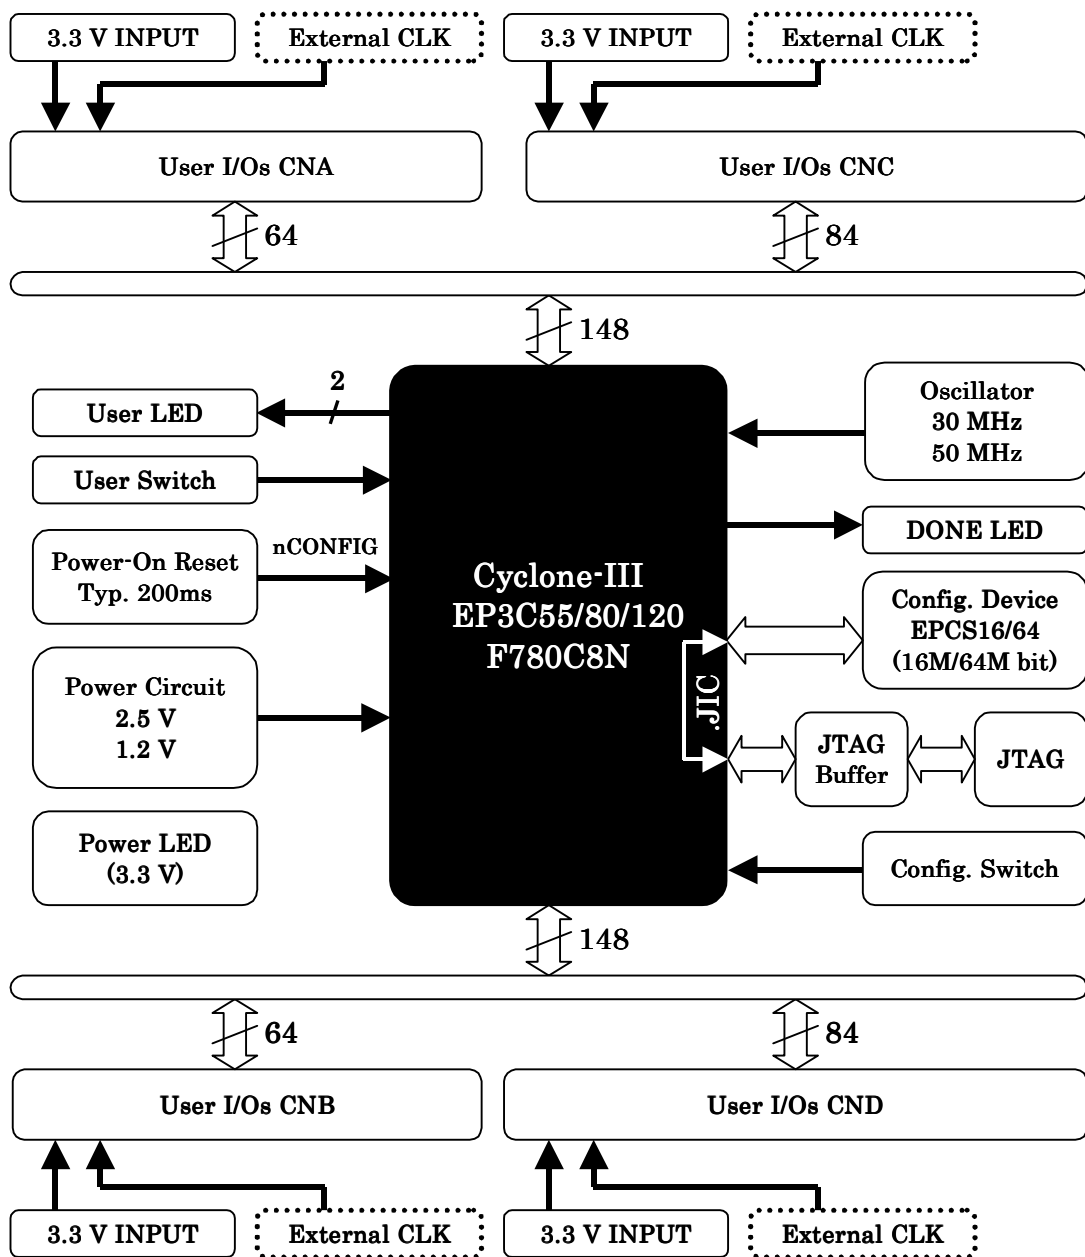 3.3 V INPUT
External CLK
3.3 V INPUT
External CLK
User I/Os CNA
User I/Os CNC
64
84
148
2
User LED
User Switch
nCONFIG
Power-On Reset
Typ. 200ms
Power Circuit
2.5 V
1.2 V
Power LED
(3.3 V)
Cyclone-III
EP3C55/80/120
F780C8N
.JIC
Oscillator
30 MHz
50 MHz
DONE LED
Config. Device
EPCS16/64
(16M/64M bit)
JTAG
Buffer
JTAG
Config. Switch
148
64
84
User I/Os CNB
User I/Os CND
3.3 V INPUT
External CLK
3.3 V INPUT
External CLK